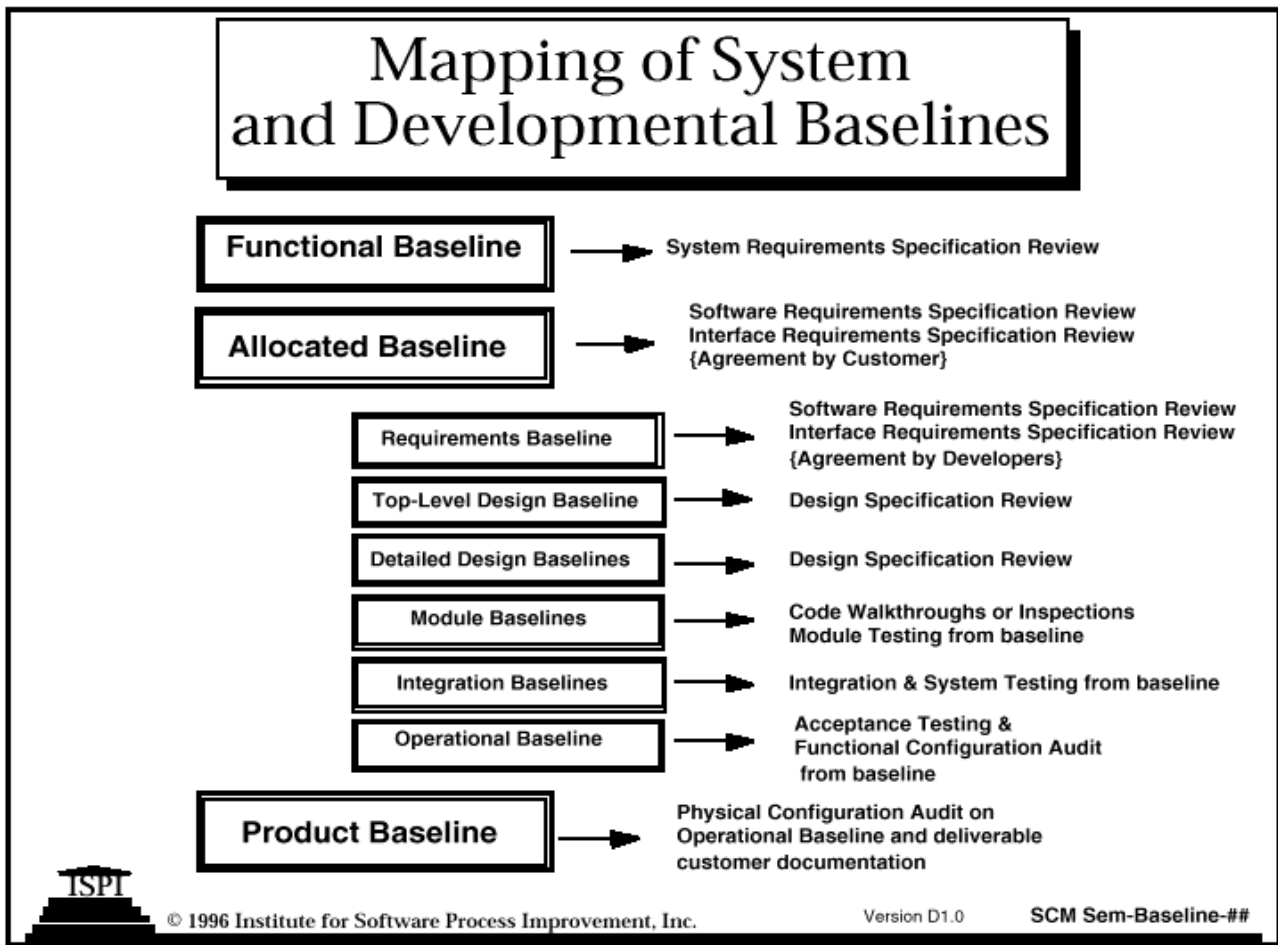 Mapping of System
and Developmental Baselines
Functional Baseline
System Requirements Specification Review
Allocated Baseline
Software Requirements Specification Review
Interface Requirements Specification Review
{Agreement by Customer}
Requirements Baseline
Software Requirements Specification Review
Interface Requirements Specification Review
{Agreement by Developers}
Top-Level Design Baseline
Design Specification Review
Detailed Design Baselines
Design Specification Review
Module Baselines
Code Walkthroughs or Inspections
Module Testing from baseline
Integration Baselines
Integration & System Testing from baseline
Operational Baseline
Acceptance Testing &
Functional Configuration Audit
from baseline
Product Baseline
Physical Configuration Audit on
Operational Baseline and deliverable
customer documentation
ISPI
© 1996 Institute for Software Process Improvement, Inc.
Version D1.0
SCM Sem-Baseline-##